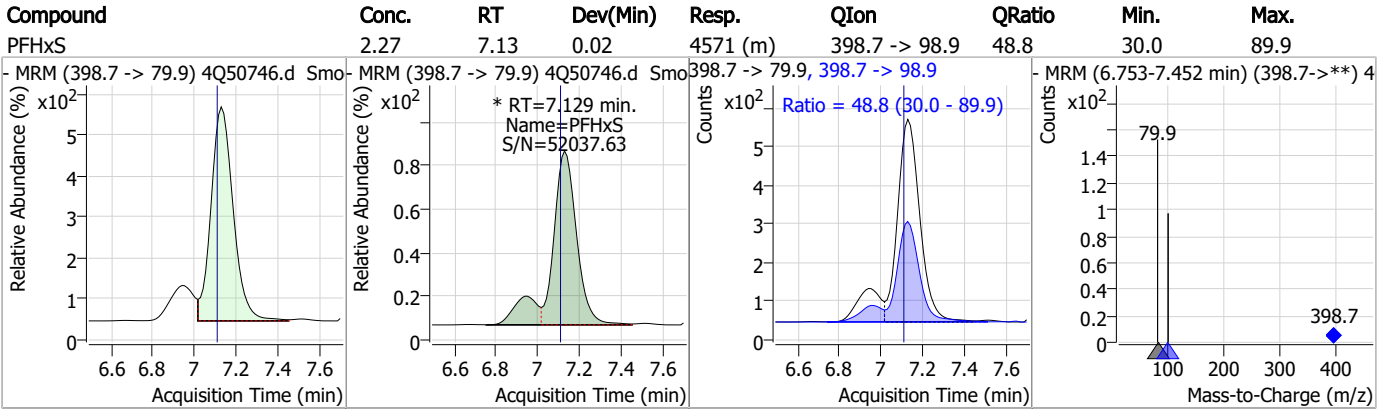 Compound Conc. RT Dev(Min) Resp. QIon QRatio Min. Max.
PFHxS 2.27 7.13 0.02 4571 (m) 398.7 -> 98.9 48.8 30.0 89.9
- MRM (398.7 -> 79.9) 4Q50746.d Smo
x10²
Relative Abundance (%)
5
4
3
2
1
0
6.6 6.8 7 7.2 7.4 7.6
Acquisition Time (min)
- MRM (398.7 -> 79.9) 4Q50746.d Smo
x10²
Relative Abundance (%)
* RT=7.129 min.
Name=PFHxS
S/N=52037.63
0.8
0.6
0.4
0.2
0
6.6 6.8 7 7.2 7.4 7.6
Acquisition Time (min)
398.7 -> 79.9, 398.7 -> 98.9
x10²
Counts
Ratio = 48.8 (30.0 - 89.9)
5
4
3
2
1
0
6.6 6.8 7 7.2 7.4 7.6
Acquisition Time (min)
- MRM (6.753-7.452 min) (398.7->**) 4
x10²
Counts
79.9
1.4
1.2
1
0.8
0.6
0.4
0.2
0
398.7
100 200 300 400
Mass-to-Charge (m/z)